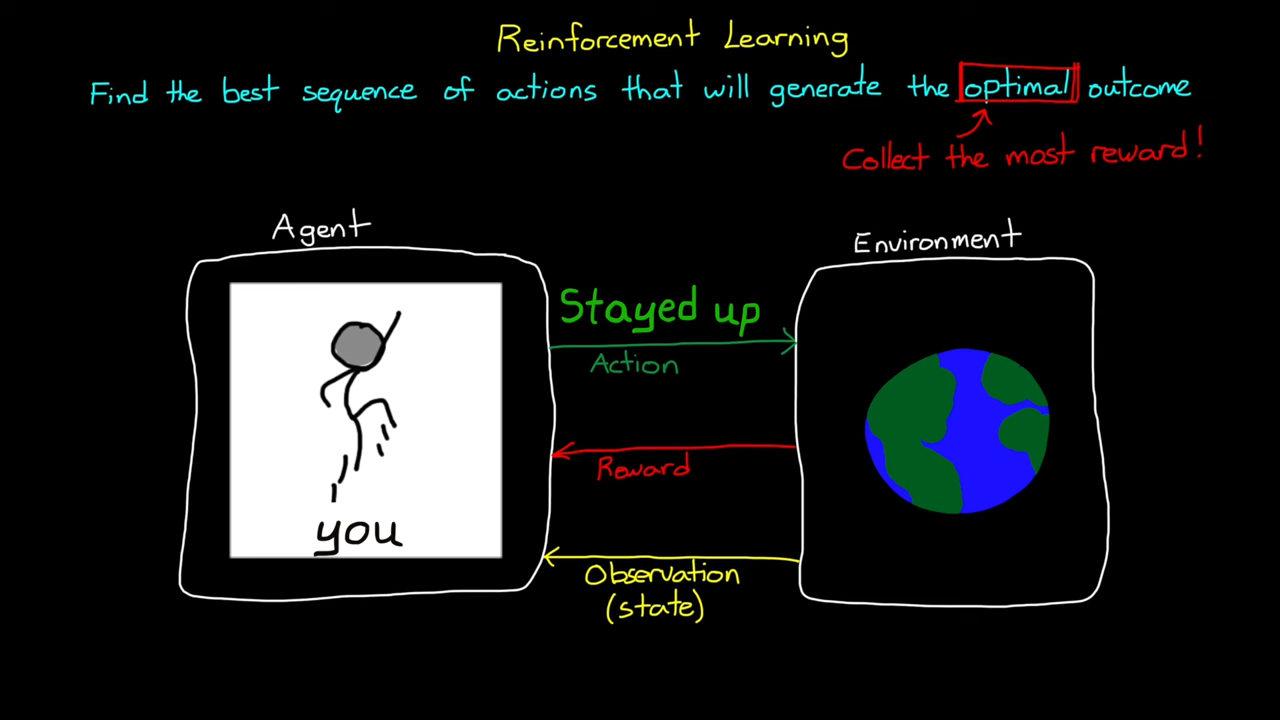 Reinforcement Learning
Find the best sequence of actions that will generate the optimal outcome
Collect the most reward!
Agent
Environment
Stayed up
Action
Reward
you
Observation
(state)